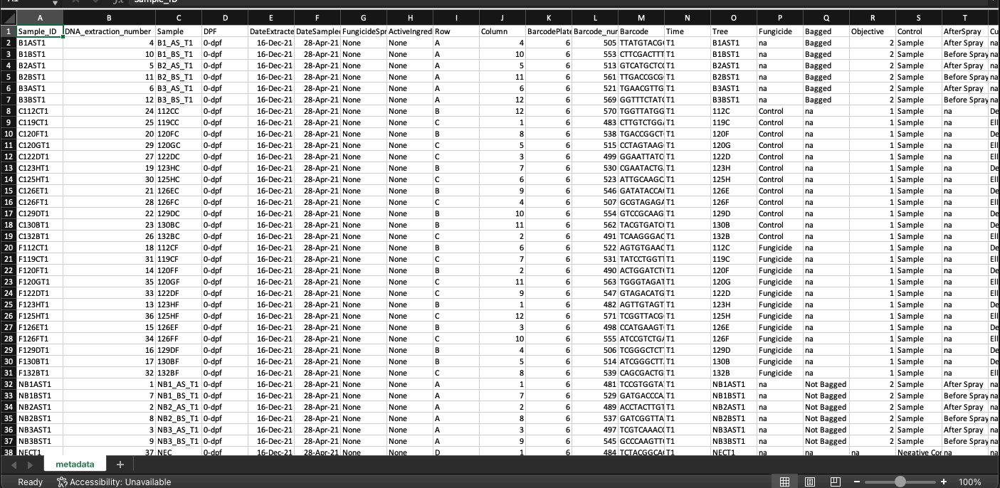 Sample_ID
A B C D E F G H I J K L M N O P Q R S T
1 Sample_ID DNA_extraction_number Sample DPF DateExtracte DateSample FungicideSpr ActiveIngred Row Column BarcodePlate Barcode_nur Barcode Time Tree Fungicide Bagged Objective Control AfterSpray Cu
2 B1AST1 4 B1_AS_T1 0-dpf 16-Dec-21 28-Apr-21 None None A 4 6 505 TTATGTACG T1 B1AST1 na Bagged 2 Sample After Spray na
3 B1BST1 10 B1_BS_T1 0-dpf 16-Dec-21 28-Apr-21 None None A 10 6 553 CTTCGACTTT T1 B1BST1 na Bagged 2 Sample Before Spray na
4 B2AST1 5 B2_AS_T1 0-dpf 16-Dec-21 28-Apr-21 None None A 5 6 513 GTCATGCTC T1 B2AST1 na Bagged 2 Sample After Spray na
5 B2BST1 11 B2_BS_T1 0-dpf 16-Dec-21 28-Apr-21 None None A 11 6 561 TTGACCGCG T1 B2BST1 na Bagged 2 Sample Before Spray na
6 B3AST1 6 B3_AS_T1 0-dpf 16-Dec-21 28-Apr-21 None None A 6 6 521 TGAACGTTG T1 B3AST1 na Bagged 2 Sample After Spray na
7 B3BST1 12 B3_BS_T1 0-dpf 16-Dec-21 28-Apr-21 None None A 12 6 569 GGTTTCTAT T1 B3BST1 na Bagged 2 Sample Before Spray na
8 C112CT1 24 112CC 0-dpf 16-Dec-21 28-Apr-21 None None B 12 6 570 TGGTTATGG T1 112C Control na 1 Sample na De
9 C119CT1 25 119CC 0-dpf 16-Dec-21 28-Apr-21 None None C 1 6 483 CTTGTCTGG T1 119C Control na 1 Sample na Ell
10 C120FT1 20 120FC 0-dpf 16-Dec-21 28-Apr-21 None None B 8 6 538 TGACCGGCT T1 120F Control na 1 Sample na De
11 C120GT1 29 120GC 0-dpf 16-Dec-21 28-Apr-21 None None C 5 6 515 CCTAGTAAG T1 120G Control na 1 Sample na Ell
12 C122DT1 27 122DC 0-dpf 16-Dec-21 28-Apr-21 None None C 3 6 499 GGAATTATC T1 122D Control na 1 Sample na Ell
13 C123HT1 19 123HC 0-dpf 16-Dec-21 28-Apr-21 None None B 7 6 530 CGAATACTG T1 123H Control na 1 Sample na De
14 C125HT1 30 125HC 0-dpf 16-Dec-21 28-Apr-21 None None C 6 6 523 ATTGCAAGC T1 125H Control na 1 Sample na Ell
15 C126ET1 21 126EC 0-dpf 16-Dec-21 28-Apr-21 None None B 9 6 546 GATATACCA T1 126E Control na 1 Sample na De
16 C126FT1 28 126FC 0-dpf 16-Dec-21 28-Apr-21 None None C 4 6 507 GCGTAGAGA T1 126F Control na 1 Sample na Ell
17 C129DT1 22 129DC 0-dpf 16-Dec-21 28-Apr-21 None None B 10 6 554 GTCCGCAAG T1 129D Control na 1 Sample na De
18 C130BT1 23 130BC 0-dpf 16-Dec-21 28-Apr-21 None None B 11 6 562 TACGTGATC T1 130B Control na 1 Sample na De
19 C132BT1 26 132BC 0-dpf 16-Dec-21 28-Apr-21 None None C 2 6 491 TCAAGGGAC T1 132B Control na 1 Sample na Ell
20 F112CT1 18 112CF 0-dpf 16-Dec-21 28-Apr-21 None None B 6 6 522 AGTGTGAAC T1 112C Fungicide na 1 Sample na De
21 F119CT1 31 119CF 0-dpf 16-Dec-21 28-Apr-21 None None C 7 6 531 TATCCTGGTT T1 119C Fungicide na 1 Sample na Ell
22 F120FT1 14 120FF 0-dpf 16-Dec-21 28-Apr-21 None None B 2 6 490 ACTGGATCT T1 120F Fungicide na 1 Sample na De
23 F120GT1 35 120GF 0-dpf 16-Dec-21 28-Apr-21 None None C 11 6 563 TGGGTAGAT T1 120G Fungicide na 1 Sample na Ell
24 F122DT1 33 122DF 0-dpf 16-Dec-21 28-Apr-21 None None C 9 6 547 GTAGACATG T1 122D Fungicide na 1 Sample na Ell
25 F123HT1 13 123HF 0-dpf 16-Dec-21 28-Apr-21 None None B 1 6 482 AGTTGTAGT T1 123H Fungicide na 1 Sample na De
26 F125HT1 36 125HF 0-dpf 16-Dec-21 28-Apr-21 None None C 12 6 571 TCGGTTACG T1 125H Fungicide na 1 Sample na Ell
27 F126ET1 15 126EF 0-dpf 16-Dec-21 28-Apr-21 None None B 3 6 498 CCATGAAGT T1 126E Fungicide na 1 Sample na De
28 F126FT1 34 126FF 0-dpf 16-Dec-21 28-Apr-21 None None C 10 6 555 ATCCGTCTG T1 126F Fungicide na 1 Sample na Ell
29 F129DT1 16 129DF 0-dpf 16-Dec-21 28-Apr-21 None None B 4 6 506 TCGGGCTCT T1 129D Fungicide na 1 Sample na De
30 F130BT1 17 130BF 0-dpf 16-Dec-21 28-Apr-21 None None B 5 6 514 ATCGGGCTT T1 130B Fungicide na 1 Sample na De
31 F132BT1 32 132BF 0-dpf 16-Dec-21 28-Apr-21 None None C 8 6 539 CAGCGACTG T1 132B Fungicide na 1 Sample na Ell
32 NB1AST1 1 NB1_AS_T1 0-dpf 16-Dec-21 28-Apr-21 None None A 1 6 481 TCCGTGGTA T1 NB1AST1 na Not Bagged 2 Sample After Spray na
33 NB1BST1 7 NB1_BS_T1 0-dpf 16-Dec-21 28-Apr-21 None None A 7 6 529 GATGACCCA T1 NB1BST1 na Not Bagged 2 Sample Before Spray na
34 NB2AST1 2 NB2_AS_T1 0-dpf 16-Dec-21 28-Apr-21 None None A 2 6 489 ACCTACTTGT T1 NB2AST1 na Not Bagged 2 Sample After Spray na
35 NB2BST1 8 NB2_BS_T1 0-dpf 16-Dec-21 28-Apr-21 None None A 8 6 537 GATCGGTTA T1 NB2BST1 na Not Bagged 2 Sample Before Spray na
36 NB3AST1 3 NB3_AS_T1 0-dpf 16-Dec-21 28-Apr-21 None None A 3 6 497 TCGTCAAAC T1 NB3AST1 na Not Bagged 2 Sample After Spray na
37 NB3BST1 9 NB3_BS_T1 0-dpf 16-Dec-21 28-Apr-21 None None A 9 6 545 GCCCAAGTT T1 NB3BST1 na Not Bagged 2 Sample Before Spray na
38 NECT1 37 NEC 0-dpf 16-Dec-21 28-Apr-21 None None D 1 6 484 TCTACGGCA T1 NECT1 na na na Negative Cor na na
metadata +
Ready Accessibility: Unavailable 100%